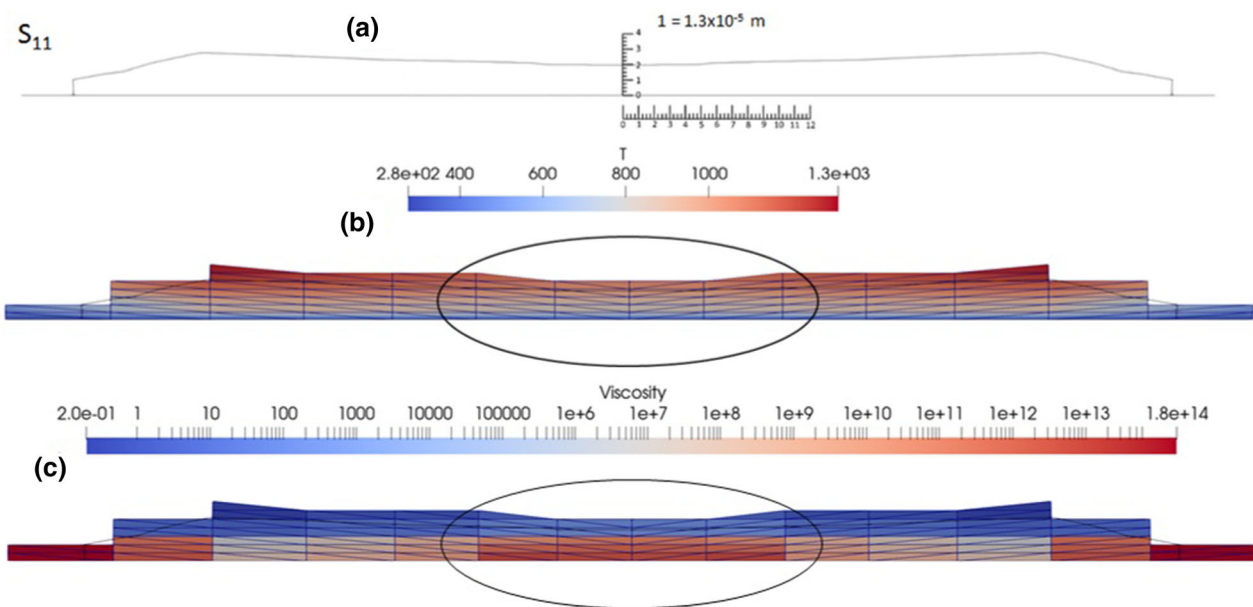 (a)
1 = 1.3x10⁻⁵ m
S₁₁
4
3
2
1
0
0 1 2 3 4 5 6 7 8 9 10 11 12
T
2.8e+02 400 600 800 1000 1.3e+03
(b)
Viscosity
2.0e-01 1 10 100 1000 10000 100000 1e+6 1e+7 1e+8 1e+9 1e+10 1e+11 1e+12 1e+13 1.8e+14
(c)